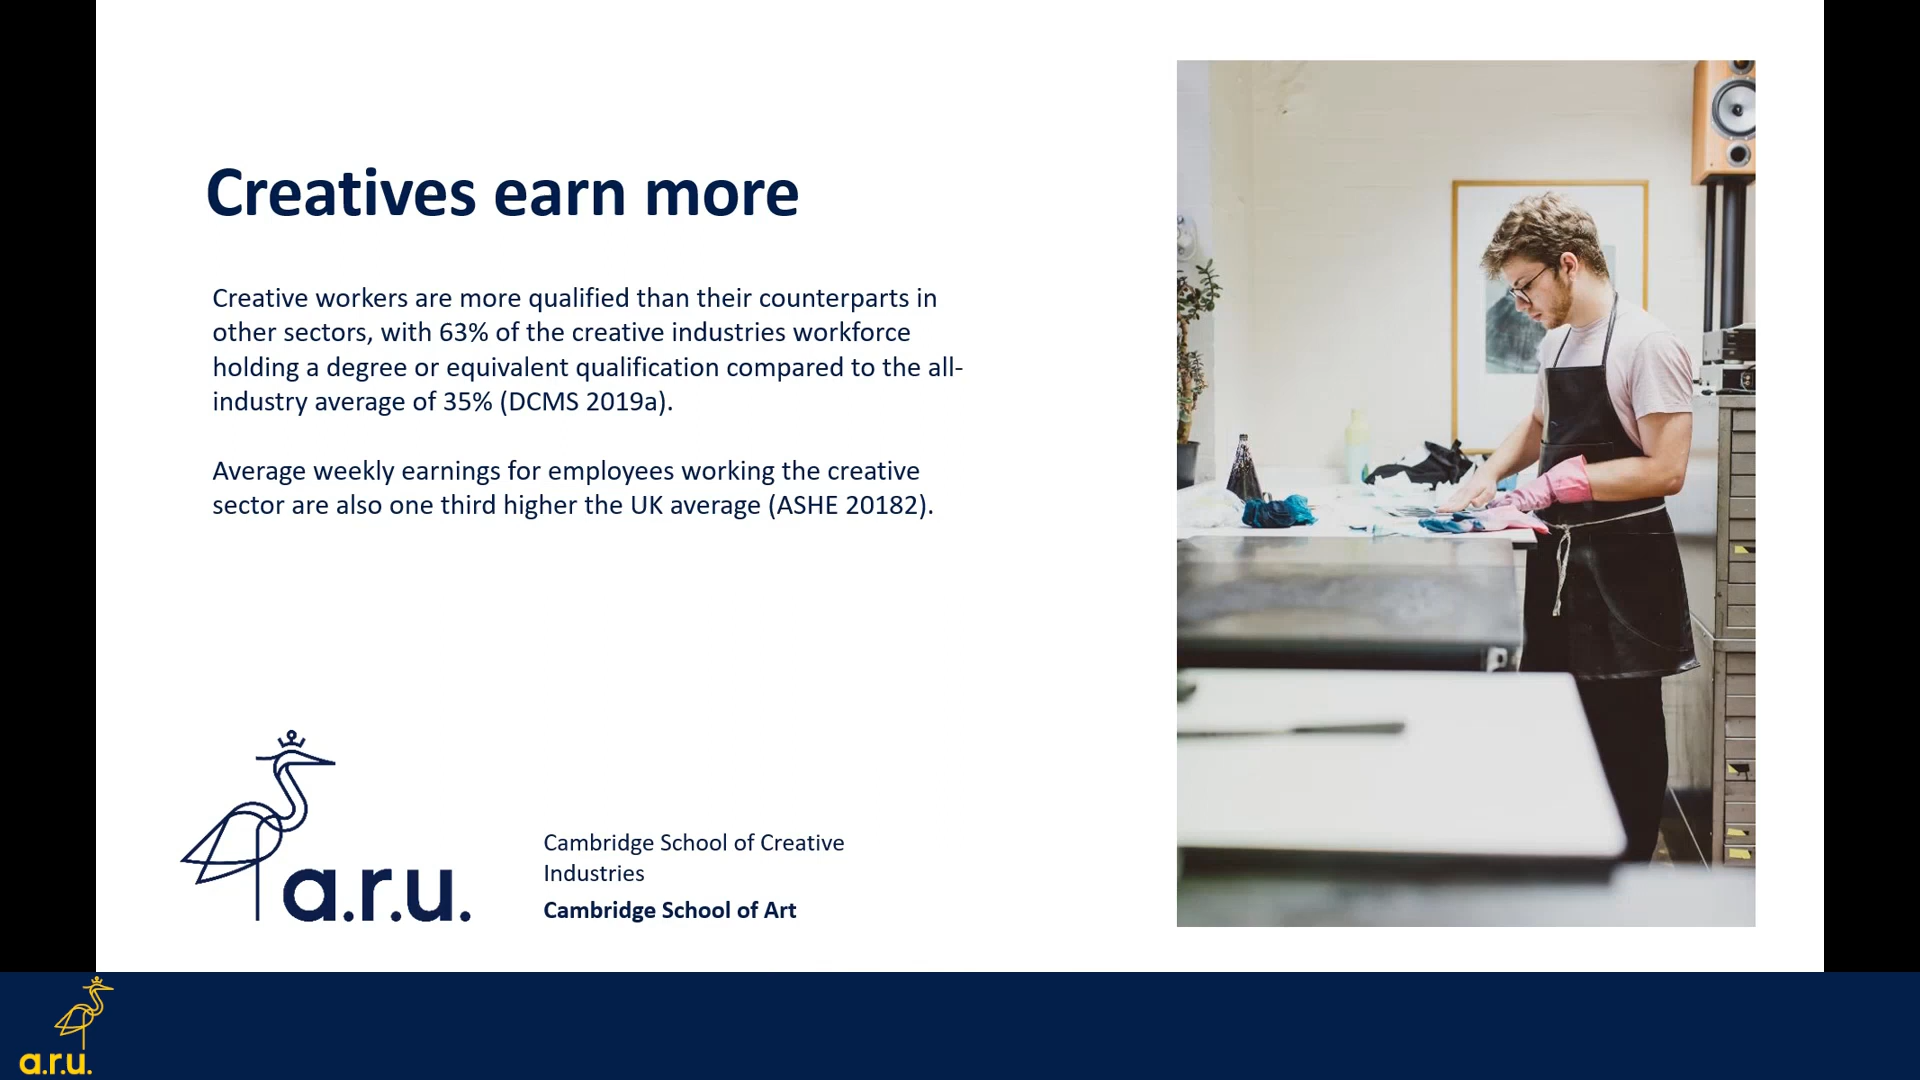 Creatives earn more
Creative workers are more qualified than their counterparts in
other sectors, with 63% of the creative industries workforce
holding a degree or equivalent qualification compared to the all-
industry average of 35% (DCMS 2019a).
Average weekly earnings for employees working the creative
sector are also one third higher the UK average (ASHE 20182).
a.r.u.
Cambridge School of Creative
Industries
Cambridge School of Art
a.r.u.